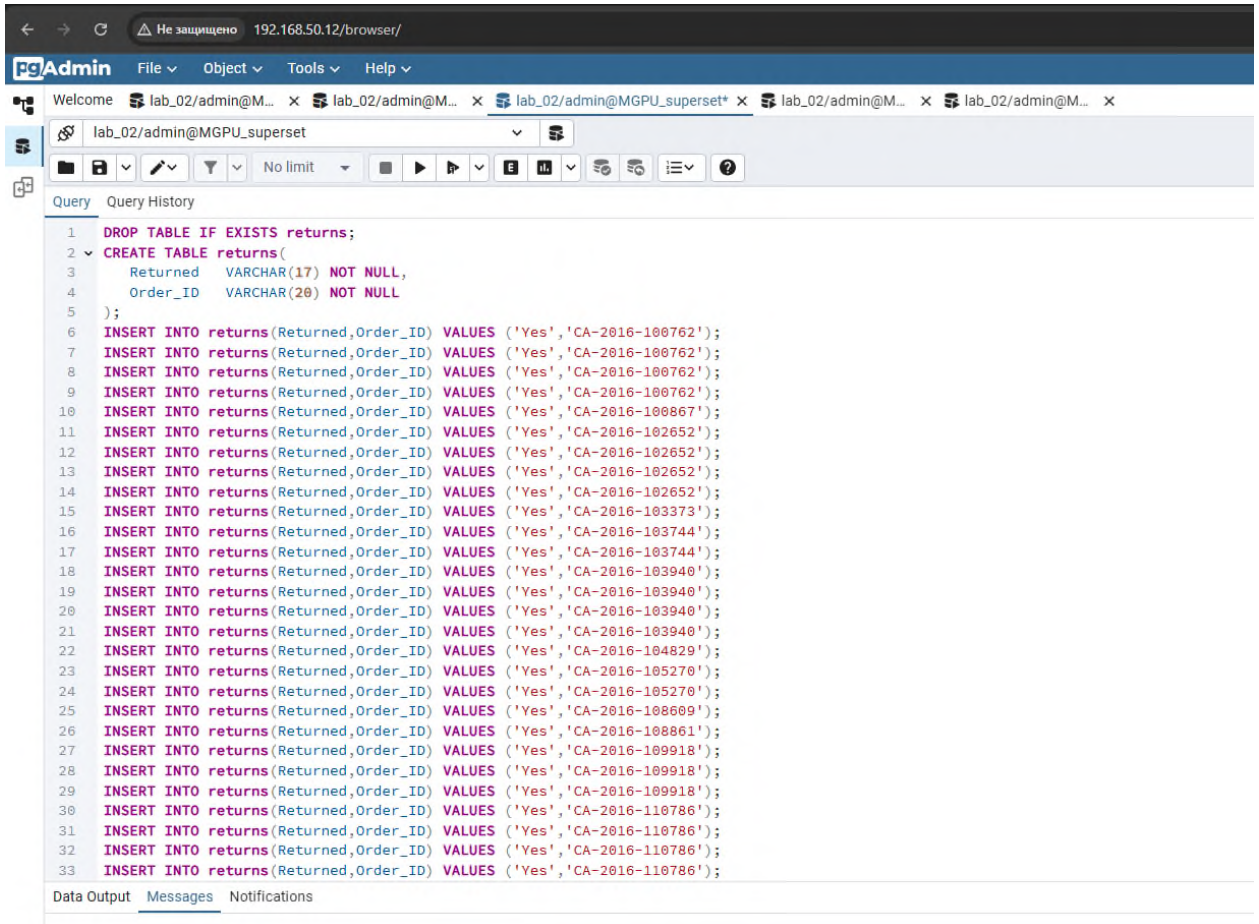 Не защищено 192.168.50.12/browser/
pgAdmin File Object Tools Help
Welcome lab_02/admin@M... × lab_02/admin@M... × lab_02/admin@MGPU_superset* × lab_02/admin@M... × lab_02/admin@M... ×
lab_02/admin@MGPU_superset
No limit
Query Query History
1 DROP TABLE IF EXISTS returns;
2 CREATE TABLE returns(
3 Returned VARCHAR(17) NOT NULL,
4 Order_ID VARCHAR(20) NOT NULL
5 );
6 INSERT INTO returns(Returned,Order_ID) VALUES ('Yes','CA-2016-100762');
7 INSERT INTO returns(Returned,Order_ID) VALUES ('Yes','CA-2016-100762');
8 INSERT INTO returns(Returned,Order_ID) VALUES ('Yes','CA-2016-100762');
9 INSERT INTO returns(Returned,Order_ID) VALUES ('Yes','CA-2016-100762');
10 INSERT INTO returns(Returned,Order_ID) VALUES ('Yes','CA-2016-100867');
11 INSERT INTO returns(Returned,Order_ID) VALUES ('Yes','CA-2016-102652');
12 INSERT INTO returns(Returned,Order_ID) VALUES ('Yes','CA-2016-102652');
13 INSERT INTO returns(Returned,Order_ID) VALUES ('Yes','CA-2016-102652');
14 INSERT INTO returns(Returned,Order_ID) VALUES ('Yes','CA-2016-102652');
15 INSERT INTO returns(Returned,Order_ID) VALUES ('Yes','CA-2016-103373');
16 INSERT INTO returns(Returned,Order_ID) VALUES ('Yes','CA-2016-103744');
17 INSERT INTO returns(Returned,Order_ID) VALUES ('Yes','CA-2016-103744');
18 INSERT INTO returns(Returned,Order_ID) VALUES ('Yes','CA-2016-103940');
19 INSERT INTO returns(Returned,Order_ID) VALUES ('Yes','CA-2016-103940');
20 INSERT INTO returns(Returned,Order_ID) VALUES ('Yes','CA-2016-103940');
21 INSERT INTO returns(Returned,Order_ID) VALUES ('Yes','CA-2016-103940');
22 INSERT INTO returns(Returned,Order_ID) VALUES ('Yes','CA-2016-104829');
23 INSERT INTO returns(Returned,Order_ID) VALUES ('Yes','CA-2016-105270');
24 INSERT INTO returns(Returned,Order_ID) VALUES ('Yes','CA-2016-105270');
25 INSERT INTO returns(Returned,Order_ID) VALUES ('Yes','CA-2016-108609');
26 INSERT INTO returns(Returned,Order_ID) VALUES ('Yes','CA-2016-108861');
27 INSERT INTO returns(Returned,Order_ID) VALUES ('Yes','CA-2016-109918');
28 INSERT INTO returns(Returned,Order_ID) VALUES ('Yes','CA-2016-109918');
29 INSERT INTO returns(Returned,Order_ID) VALUES ('Yes','CA-2016-109918');
30 INSERT INTO returns(Returned,Order_ID) VALUES ('Yes','CA-2016-110786');
31 INSERT INTO returns(Returned,Order_ID) VALUES ('Yes','CA-2016-110786');
32 INSERT INTO returns(Returned,Order_ID) VALUES ('Yes','CA-2016-110786');
33 INSERT INTO returns(Returned,Order_ID) VALUES ('Yes','CA-2016-110786');
Data Output Messages Notifications